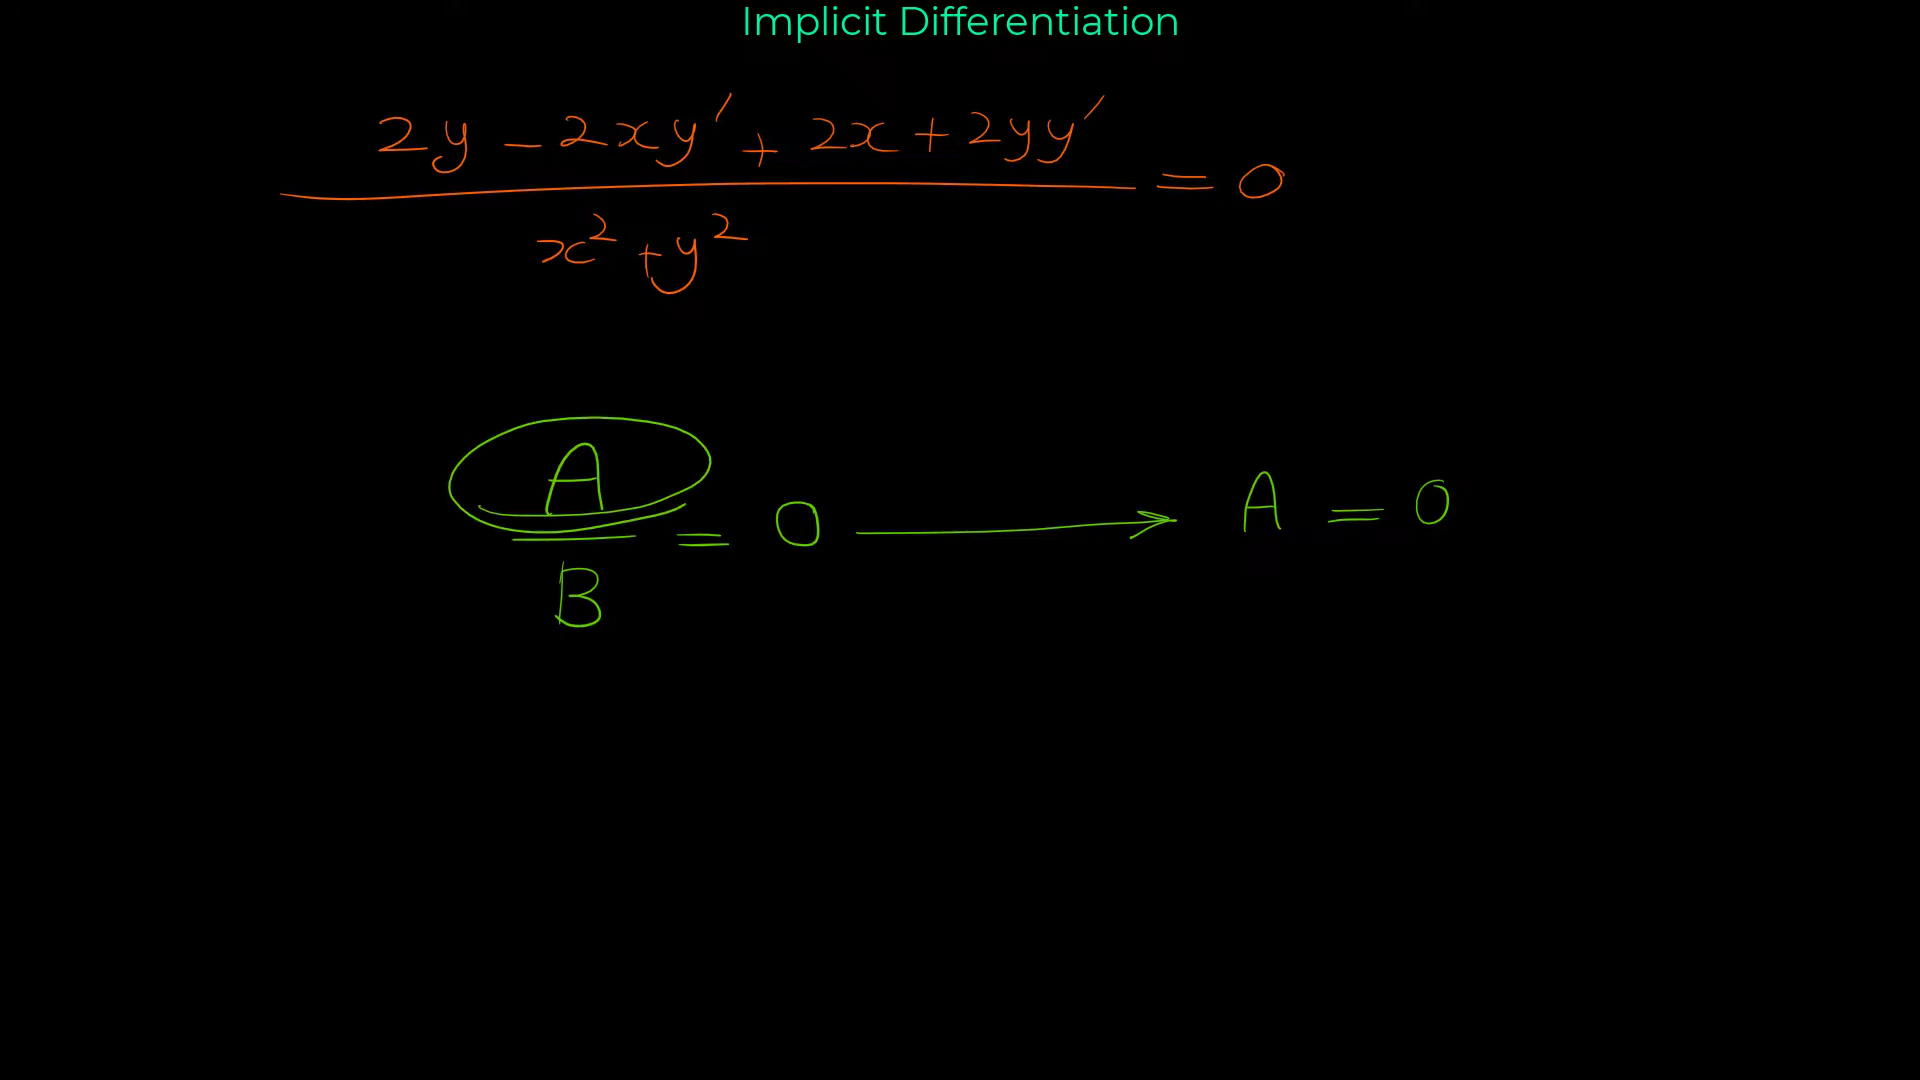 Implicit Differentiation
2y - 2xy' + 2x + 2yy'
= 0
x² + y²
A
= 0 → A = 0
B